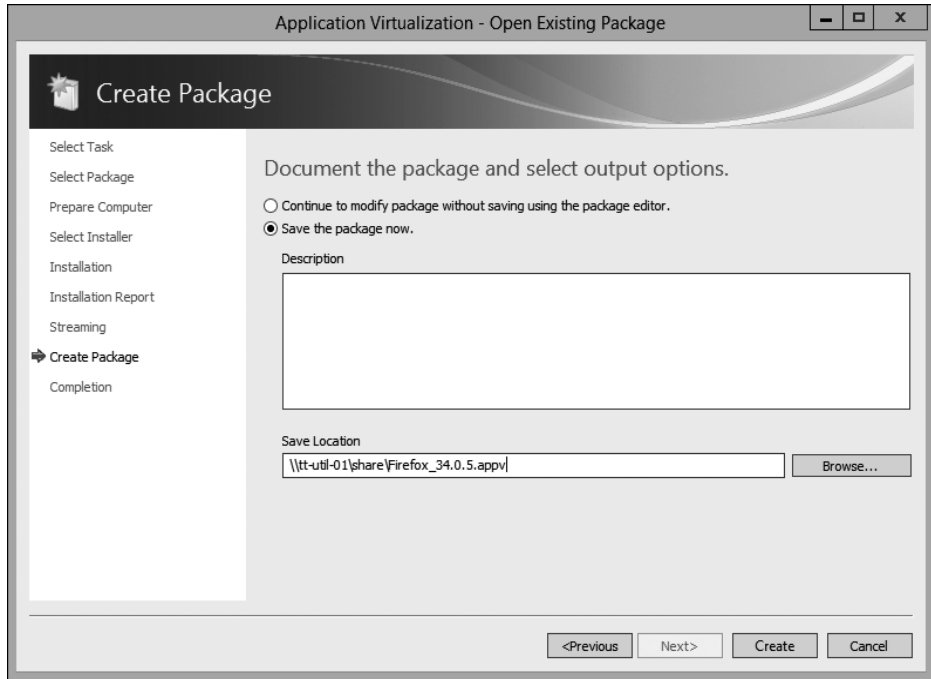 Application Virtualization - Open Existing Package
x
Create Package
Select Task
Select Package
Prepare Computer
Select Installer
Installation
Installation Report
Streaming
Create Package
Completion
Document the package and select output options.
Continue to modify package without saving using the package editor.
Save the package now.
Description
Save Location
\\tt-util-01\share\Firefox_34.0.5.appv
Browse...
<Previous
Next>
Create
Cancel